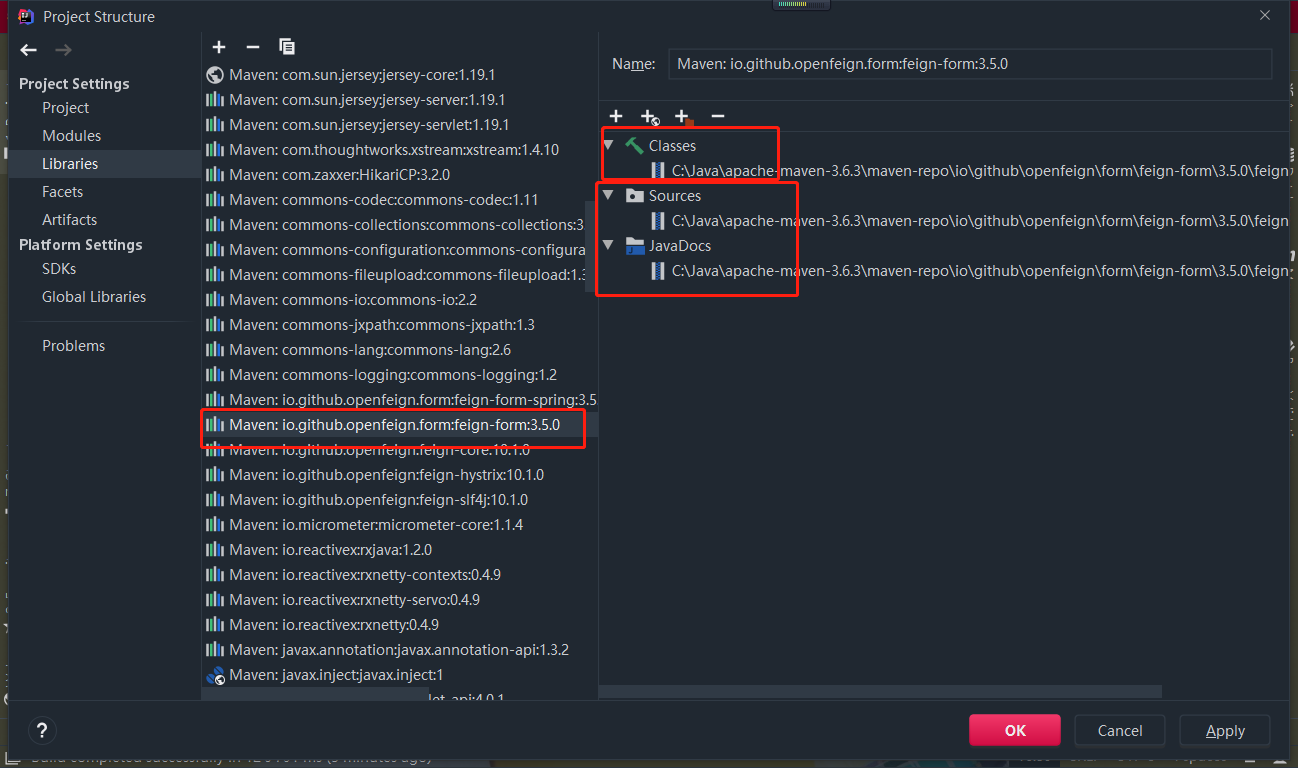 Project Structure
Project Settings
Project
Modules
Libraries
Facets
Artifacts
Platform Settings
SDKs
Global Libraries
Problems
Maven: com.sun.jersey:jersey-core:1.19.1
Maven: com.sun.jersey:jersey-server:1.19.1
Maven: com.sun.jersey:jersey-servlet:1.19.1
Maven: com.thoughtworks.xstream:xstream:1.4.10
Maven: com.zaxxer:HikariCP:3.2.0
Maven: commons-codec:commons-codec:1.11
Maven: commons-collections:commons-collections:3.
Maven: commons-configuration:commons-configura
Maven: commons-fileupload:commons-fileupload:1.3
Maven: commons-io:commons-io:2.2
Maven: commons-jxpath:commons-jxpath:1.3
Maven: commons-lang:commons-lang:2.6
Maven: commons-logging:commons-logging:1.2
Maven: io.github.openfeign.form:feign-form-spring:3.5
Maven: io.github.openfeign.form:feign-form:3.5.0
Maven: io.github.openfeign:feign-core:10.1.0
Maven: io.github.openfeign:feign-hystrix:10.1.0
Maven: io.github.openfeign:feign-slf4j:10.1.0
Maven: io.micrometer:micrometer-core:1.1.4
Maven: io.reactivex:rxjava:1.2.0
Maven: io.reactivex:rxnetty-contexts:0.4.9
Maven: io.reactivex:rxnetty-servo:0.4.9
Maven: io.reactivex:rxnetty:0.4.9
Maven: javax.annotation:javax.annotation-api:1.3.2
Maven: javax.inject:javax.inject:1
let-api:4.0.1
Name: Maven: io.github.openfeign.form:feign-form:3.5.0
Classes
C:\Java\apache-maven-3.6.3\maven-repo\io\github\openfeign\form\feign-form\3.5.0\feign
Sources
C:\Java\apache-maven-3.6.3\maven-repo\io\github\openfeign\form\feign-form\3.5.0\feign
JavaDocs
C:\Java\apache-maven-3.6.3\maven-repo\io\github\openfeign\form\feign-form\3.5.0\feign
?
OK
Cancel
Apply